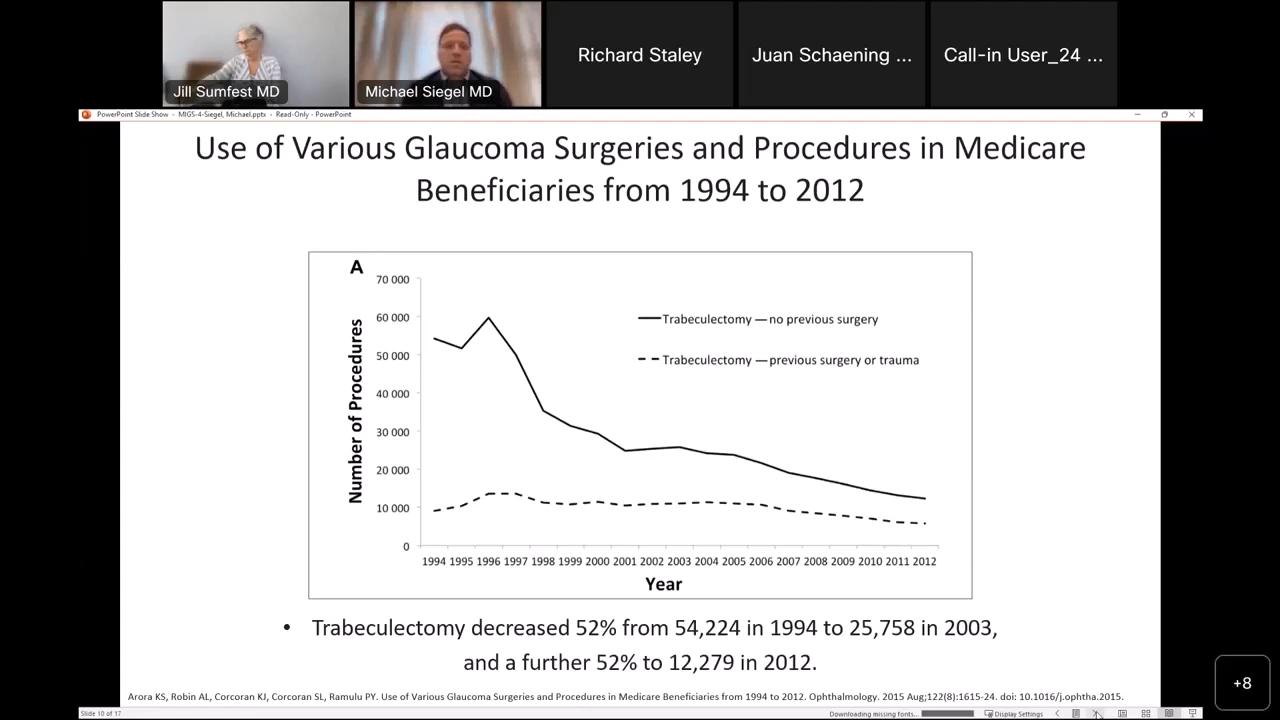 Jill Sumfest MD
Michael Siegel MD
Richard Staley
Juan Schaening ...
Call-in User_24 ...
PowerPoint Slide Show - MIGS-4-Siegel, Michael.pptx - Read-Only - PowerPoint
Use of Various Glaucoma Surgeries and Procedures in Medicare
Beneficiaries from 1994 to 2012
A
Number of Procedures
70 000
60 000
50 000
40 000
30 000
20 000
10 000
0
Trabeculectomy — no previous surgery
Trabeculectomy — previous surgery or trauma
1994 1995 1996 1997 1998 1999 2000 2001 2002 2003 2004 2005 2006 2007 2008 2009 2010 2011 2012
Year
• Trabeculectomy decreased 52% from 54,224 in 1994 to 25,758 in 2003,
and a further 52% to 12,279 in 2012.
Arora KS, Robin AL, Corcoran KJ, Corcoran SL, Ramulu PY. Use of Various Glaucoma Surgeries and Procedures in Medicare Beneficiaries from 1994 to 2012. Ophthalmology. 2015 Aug;122(8):1615-24. doi: 10.1016/j.ophtha.2015.
+8
Slide 10 of 17
Downloading missing fonts...
Display Settings